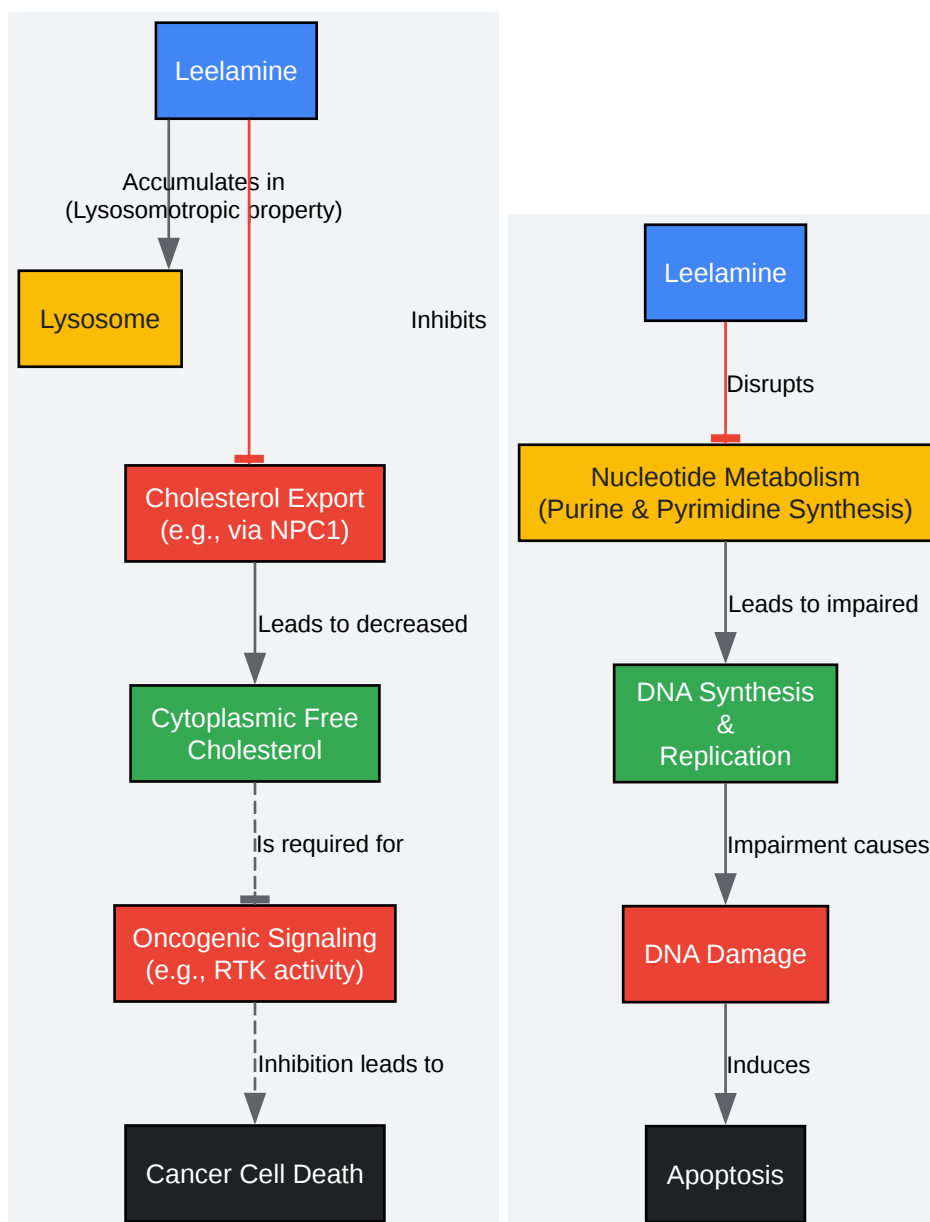 Leelamine
Accumulates in
(Lysosomotropic property)
Lysosome
Inhibits
Cholesterol Export
(e.g., via NPC1)
Leads to decreased
Cytoplasmic Free
Cholesterol
Is required for
Oncogenic Signaling
(e.g., RTK activity)
Inhibition leads to
Cancer Cell Death
Leelamine
Disrupts
Nucleotide Metabolism
(Purine & Pyrimidine Synthesis)
Leads to impaired
DNA Synthesis
&
Replication
Impairment causes
DNA Damage
Induces
Apoptosis